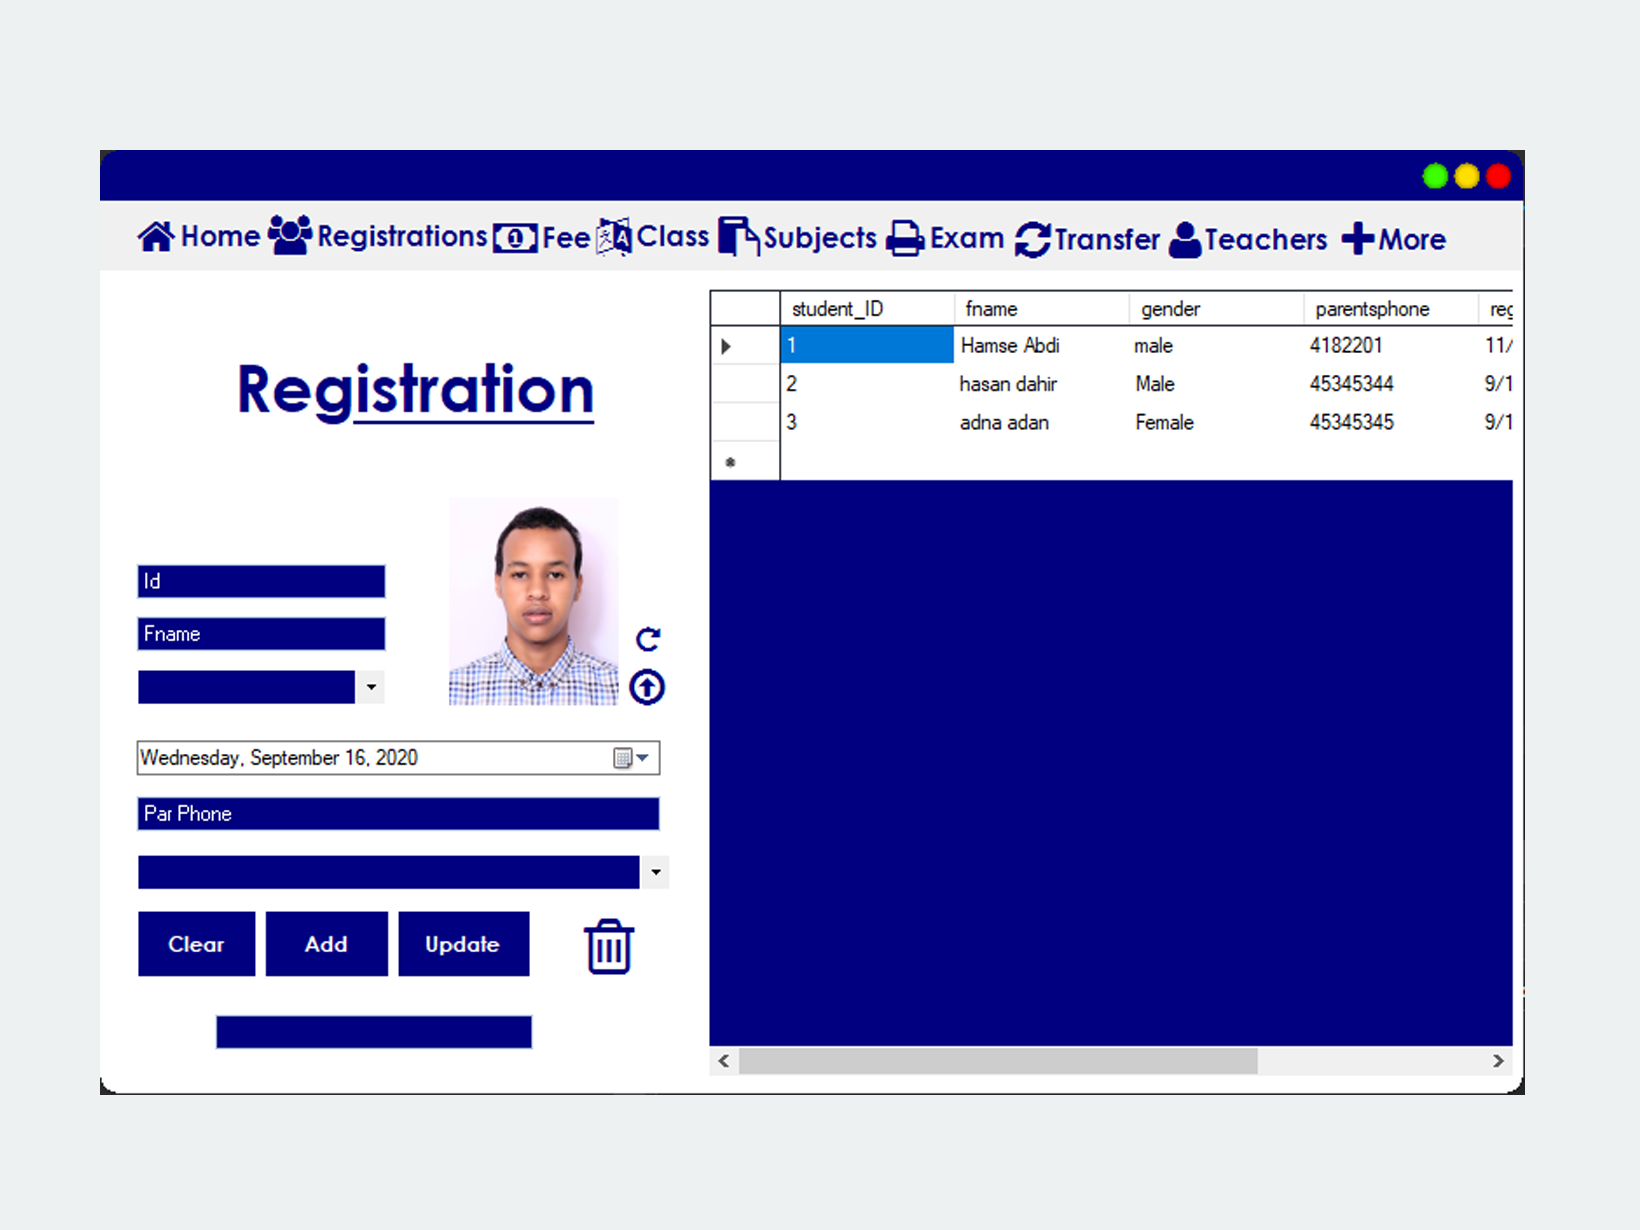 Home Registrations Fee Class Subjects Exam Transfer Teachers More
Registration
Id
Fname
Wednesday, September 16, 2020
Par Phone
Clear Add Update
student_ID fname gender parentsphone reg
1 Hamse Abdi male 4182201 11/
2 hasan dahir Male 45345344 9/1
3 adna adan Female 45345345 9/1